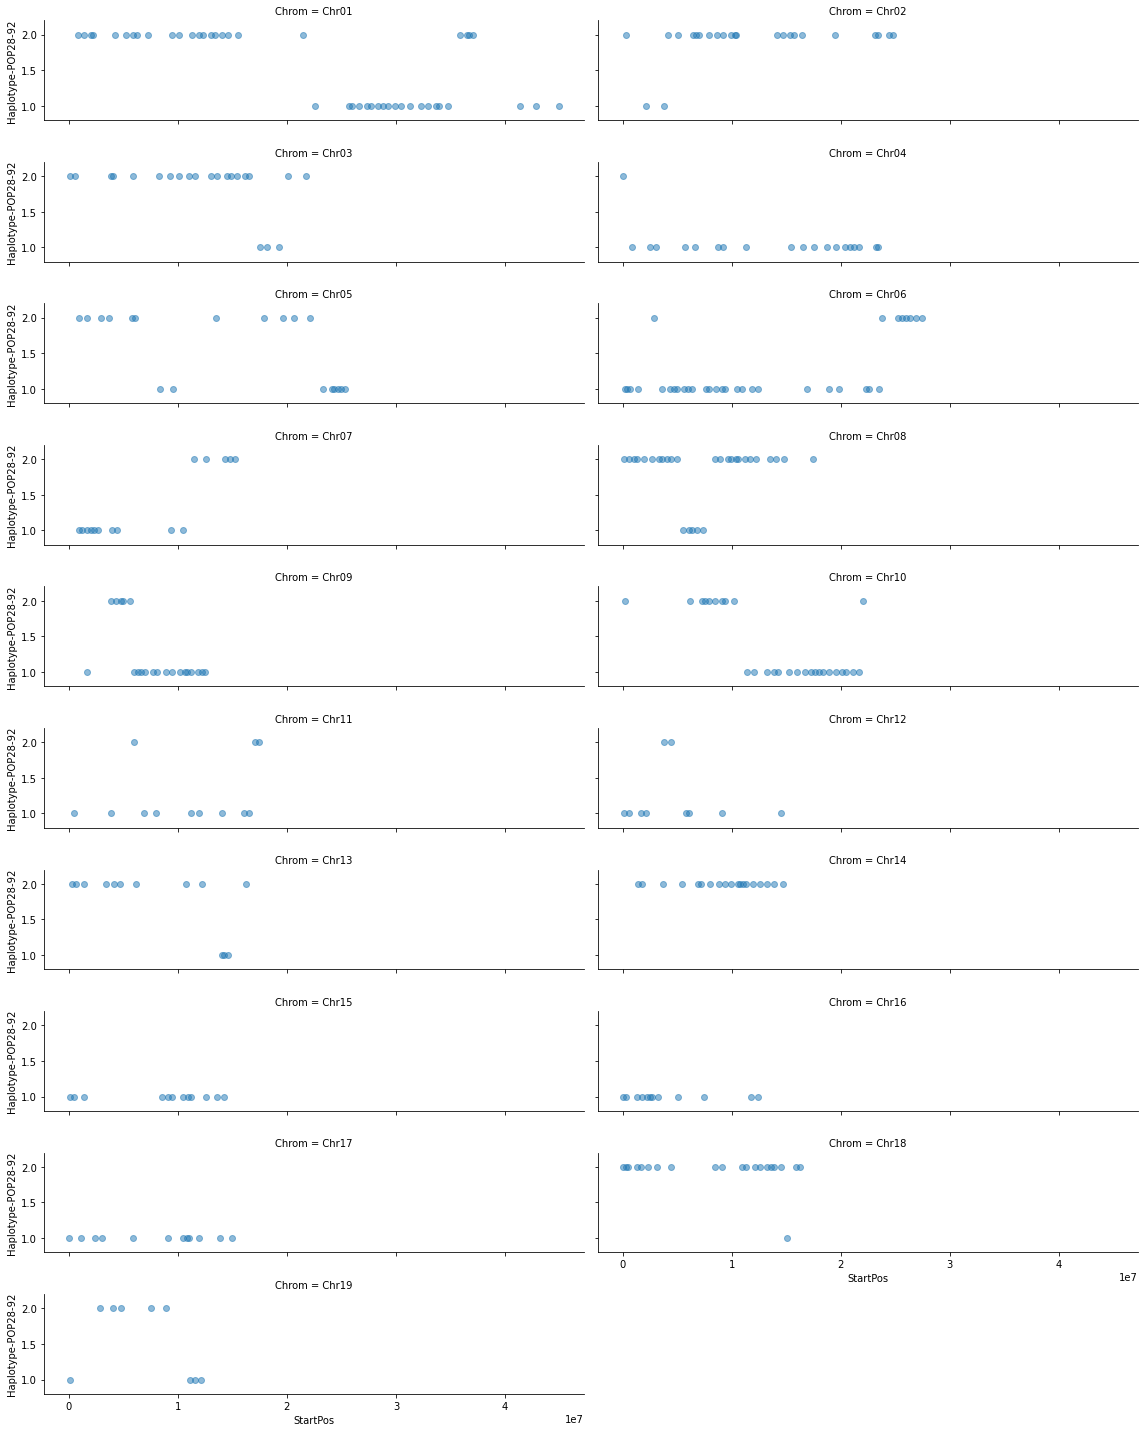 Chrom = Chr01
Chrom = Chr02
Haplotype-POP28-92
2.0
1.5
1.0
Chrom = Chr03
Chrom = Chr04
Haplotype-POP28-92
2.0
1.5
1.0
Chrom = Chr05
Chrom = Chr06
Haplotype-POP28-92
2.0
1.5
1.0
Chrom = Chr07
Chrom = Chr08
Haplotype-POP28-92
2.0
1.5
1.0
Chrom = Chr09
Chrom = Chr10
Haplotype-POP28-92
2.0
1.5
1.0
Chrom = Chr11
Chrom = Chr12
Haplotype-POP28-92
2.0
1.5
1.0
Chrom = Chr13
Chrom = Chr14
Haplotype-POP28-92
2.0
1.5
1.0
Chrom = Chr15
Chrom = Chr16
Haplotype-POP28-92
2.0
1.5
1.0
Chrom = Chr17
Chrom = Chr18
Haplotype-POP28-92
2.0
1.5
1.0
0 1 2 3 4
StartPos
1e7
Chrom = Chr19
Haplotype-POP28-92
2.0
1.5
1.0
0 1 2 3 4
StartPos
1e7